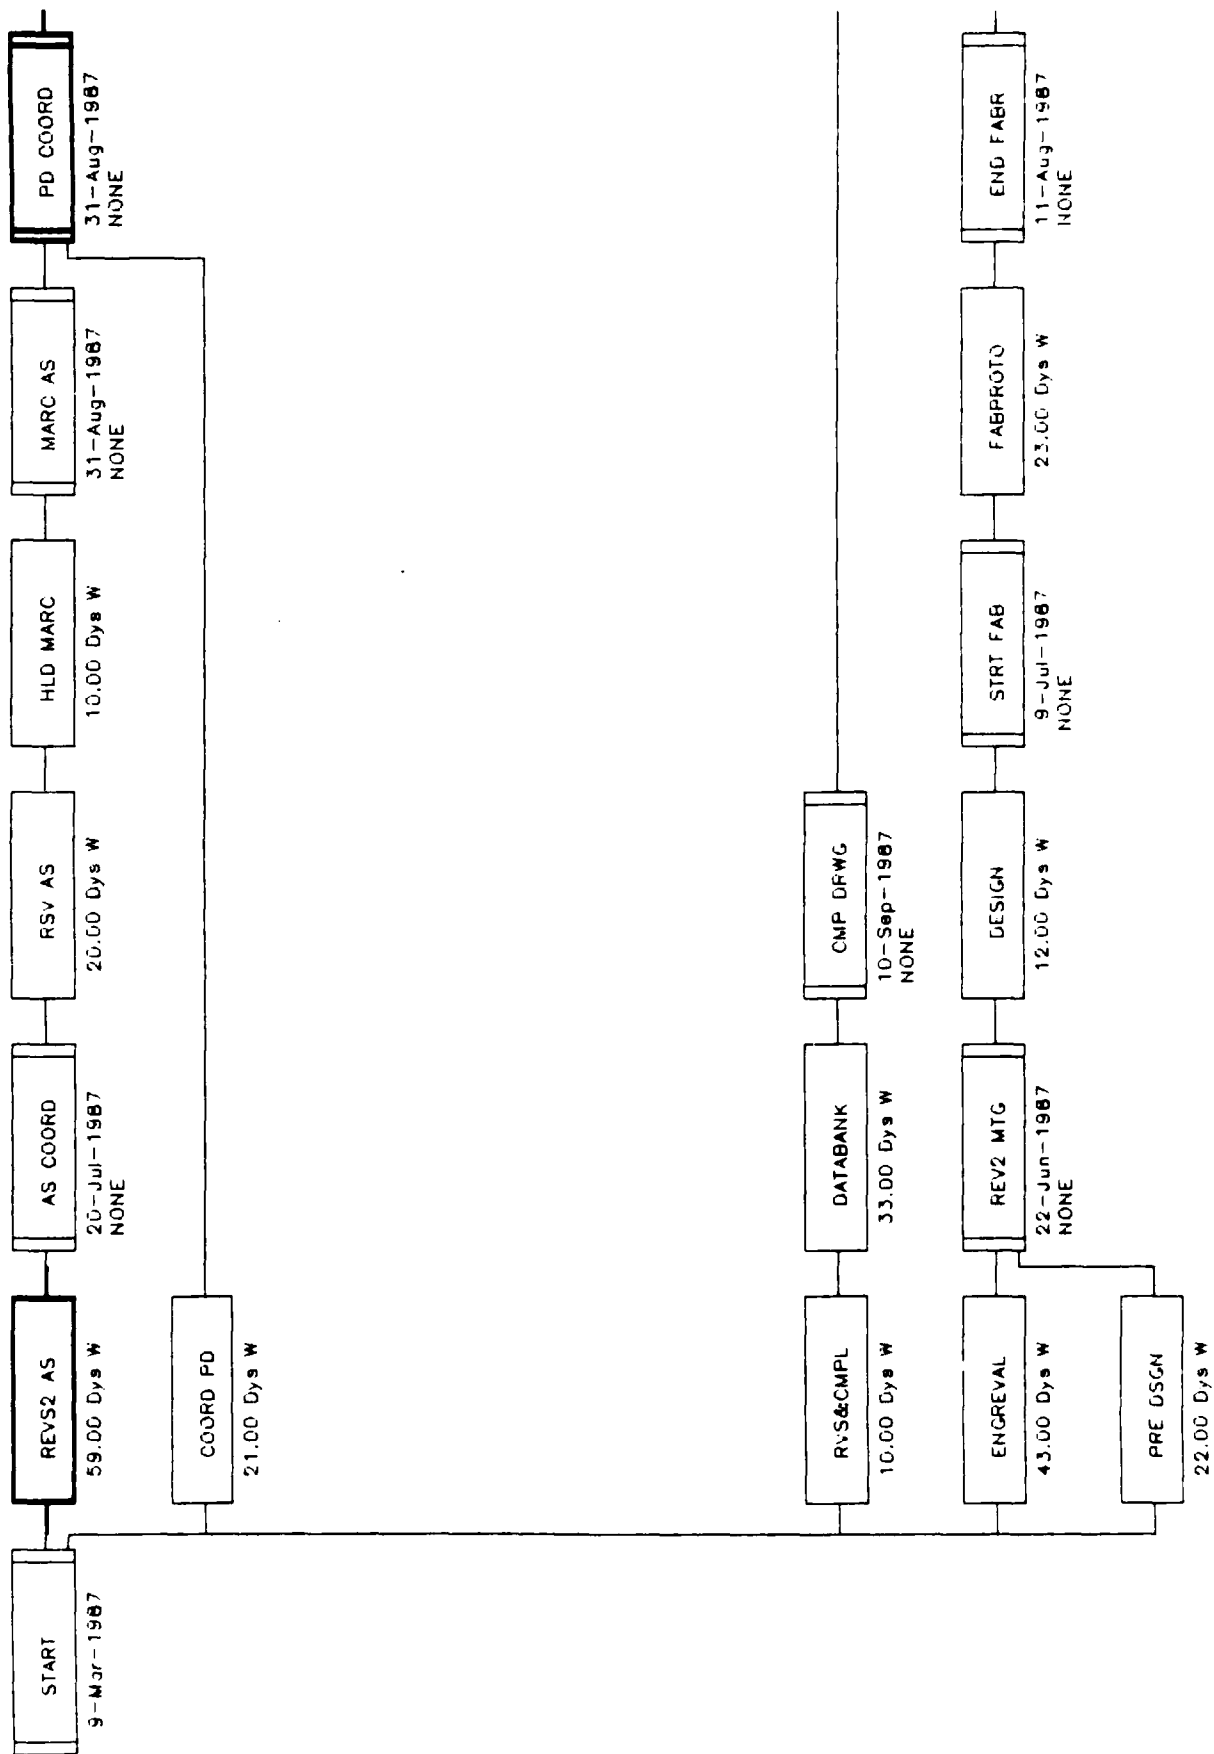 START
9-Mar-1987
REVS2 AS
59.00 Dys W
AS COORD
20-Jul-1987
NONE
RSV AS
20.00 Dys W
HLD MARC
10.00 Dys W
MARC AS
31-Aug-1987
NONE
PD COORD
31-Aug-1987
NONE
COORD PD
21.00 Dys W
RVS&CMPL
10.00 Dys W
DATABANK
33.00 Dys W
CMP DRWG
10-Sep-1987
NONE
ENGREVAL
43.00 Dys W
REV2 MTG
22-Jun-1987
NONE
DESIGN
12.00 Dys W
STRT FAB
9-Jul-1987
NONE
FABPROTO
23.00 Dys W
END FABR
11-Aug-1987
NONE
PRE DSGN
22.00 Dys W